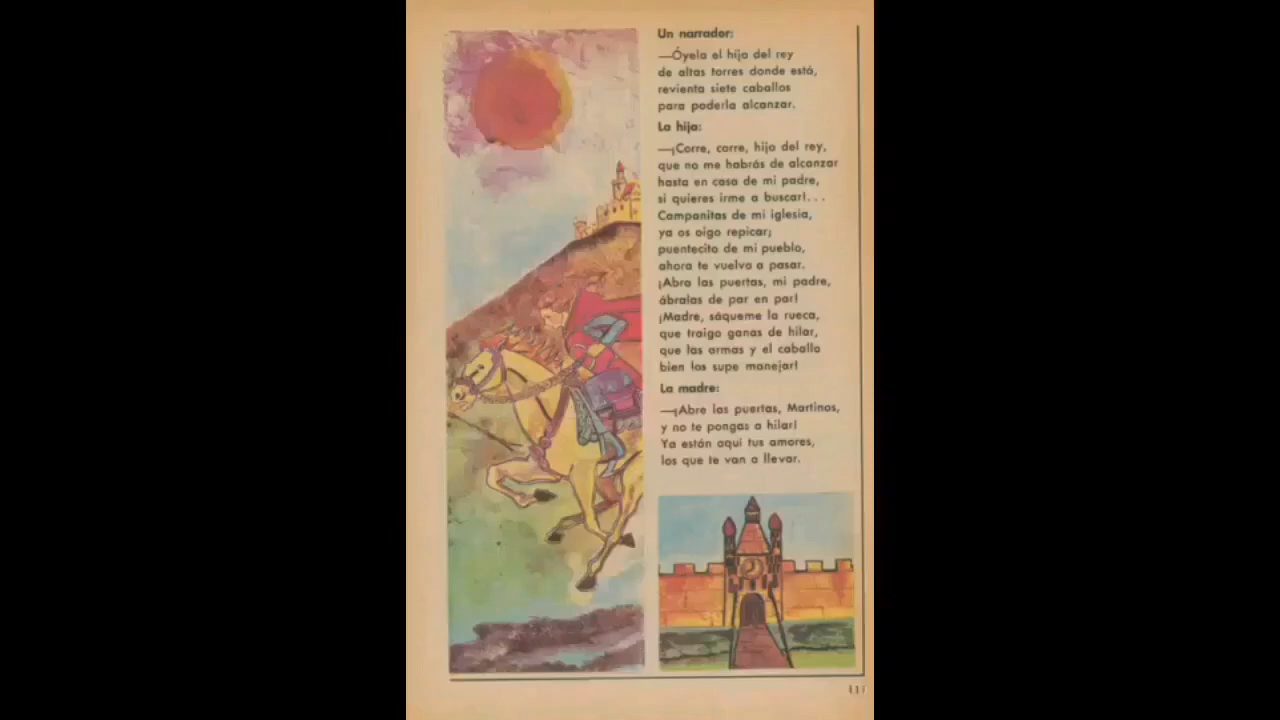 Un narrador:
—Óyela el hijo del rey
de altas torres donde está,
revienta siete caballos
para poderla alcanzar.
La hija:
—¡Corre, corre, hijo del rey,
que no me habrás de alcanzar
hasta en casa de mi padre,
si quieres irme a buscar!...
Campanitas de mi iglesia,
ya os oigo repicar;
puentecito de mi pueblo,
ahora te vuelvo a pasar.
¡Abra las puertas, mi padre,
ábralas de par en par!
¡Madre, sáqueme la rueca,
que traigo ganas de hilar,
que las armas y el caballo
bien los supe manejar!
La madre:
—¡Abre las puertas, Martinos,
y no te pongas a hilar!
Ya están aquí tus amores,
los que te van a llevar.